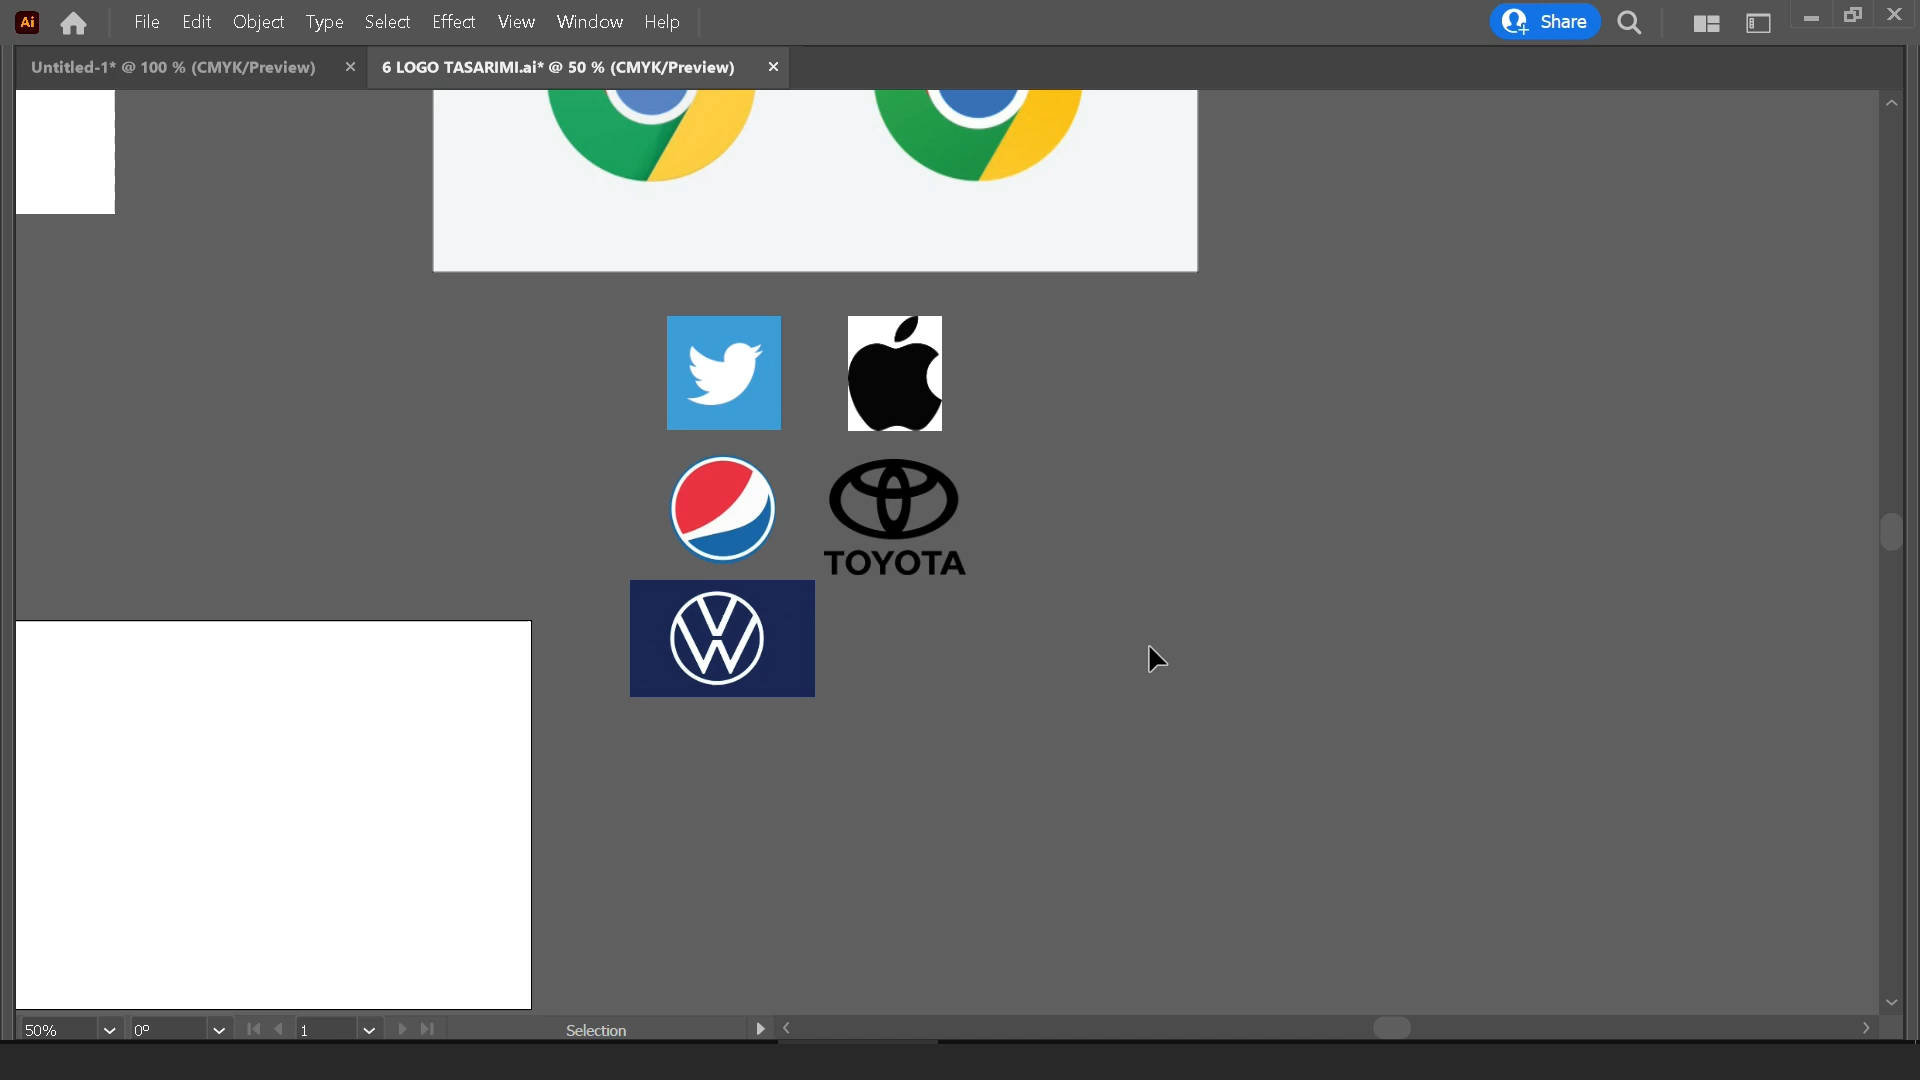 Ai File Edit Object Type Select Effect View Window Help Share
Untitled-1* @ 100 % (CMYK/Preview) 6 LOGO TASARIMI.ai* @ 50 % (CMYK/Preview)
TOYOTA
50% 0° 1 Selection